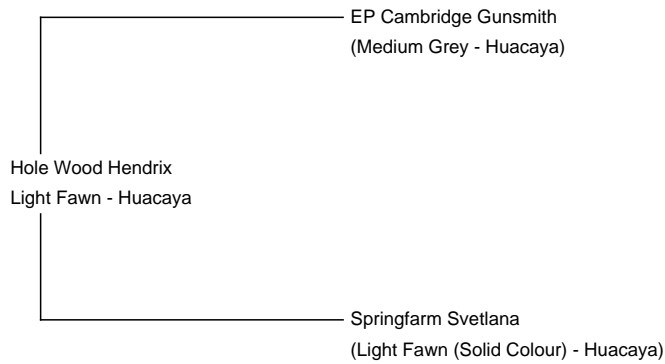 EP Cambridge Gunsmith
(Medium Grey - Huacaya)
Hole Wood Hendrix
Light Fawn - Huacaya
Springfarm Svetlana
(Light Fawn (Solid Colour) - Huacaya)